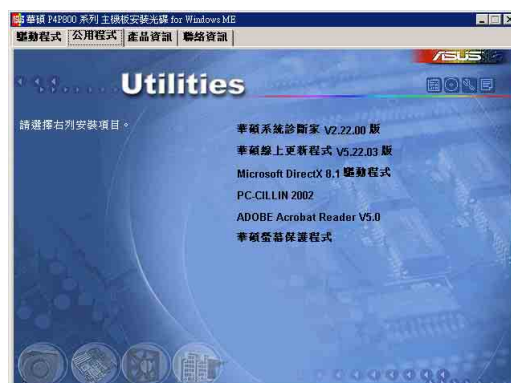 華碩 P4P800 系列 主機板安裝光碟 for Windows ME
驅動程式 公用程式 產品資訊 聯絡資訊
ASUS
Utilities
請選擇右列安裝項目。
華碩系統診斷家 V2.22.00 版
華碩線上更新程式 V5.22.03 版
Microsoft DirectX 8.1 驅動程式
PC-CILLIN 2002
ADOBE Acrobat Reader V5.0
華碩螢幕保護程式